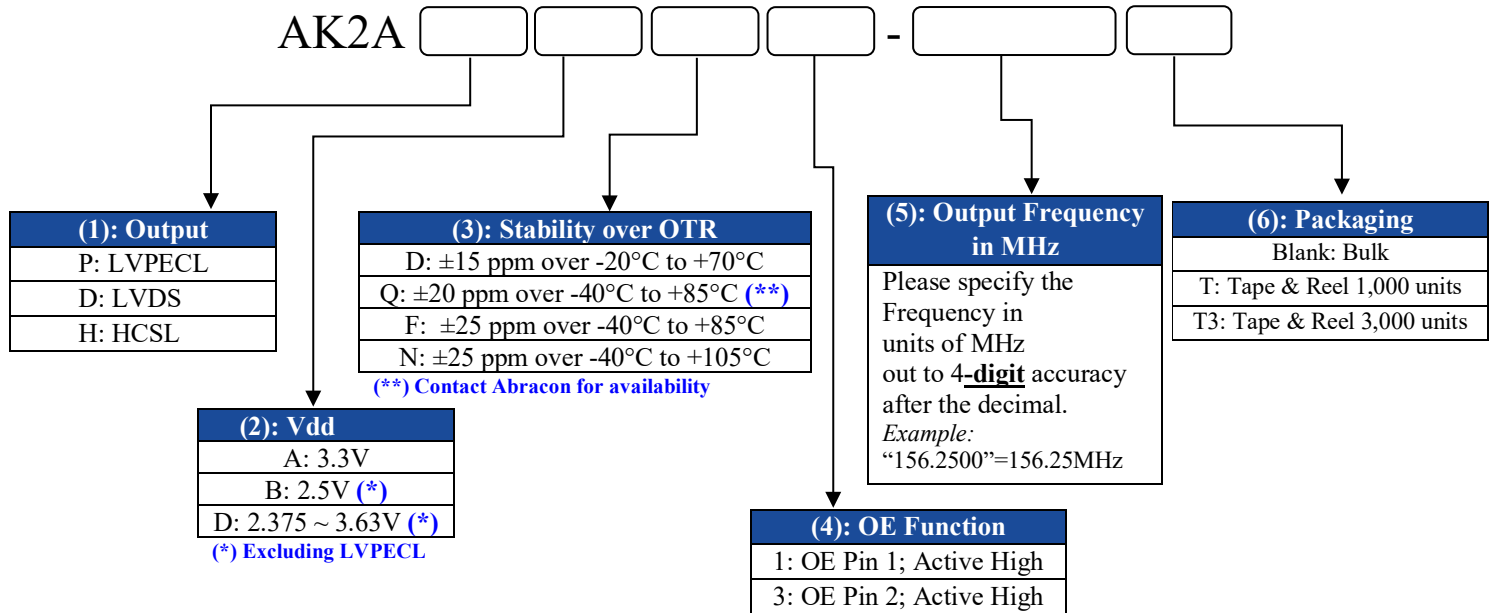 AK2A -
(1): Output
P: LVPECL
D: LVDS
H: HCSL
(2): Vdd
A: 3.3V
B: 2.5V (*)
D: 2.375 ~ 3.63V (*)
(*) Excluding LVPECL
(3): Stability over OTR
D: ±15 ppm over -20°C to +70°C
Q: ±20 ppm over -40°C to +85°C (**)
F: ±25 ppm over -40°C to +85°C
N: ±25 ppm over -40°C to +105°C
(**) Contact Abracon for availability
(4): OE Function
1: OE Pin 1; Active High
3: OE Pin 2; Active High
(5): Output Frequency
in MHz
Please specify the
Frequency in
units of MHz
out to 4-digit accuracy
after the decimal.
Example:
“156.2500”=156.25MHz
(6): Packaging
Blank: Bulk
T: Tape & Reel 1,000 units
T3: Tape & Reel 3,000 units